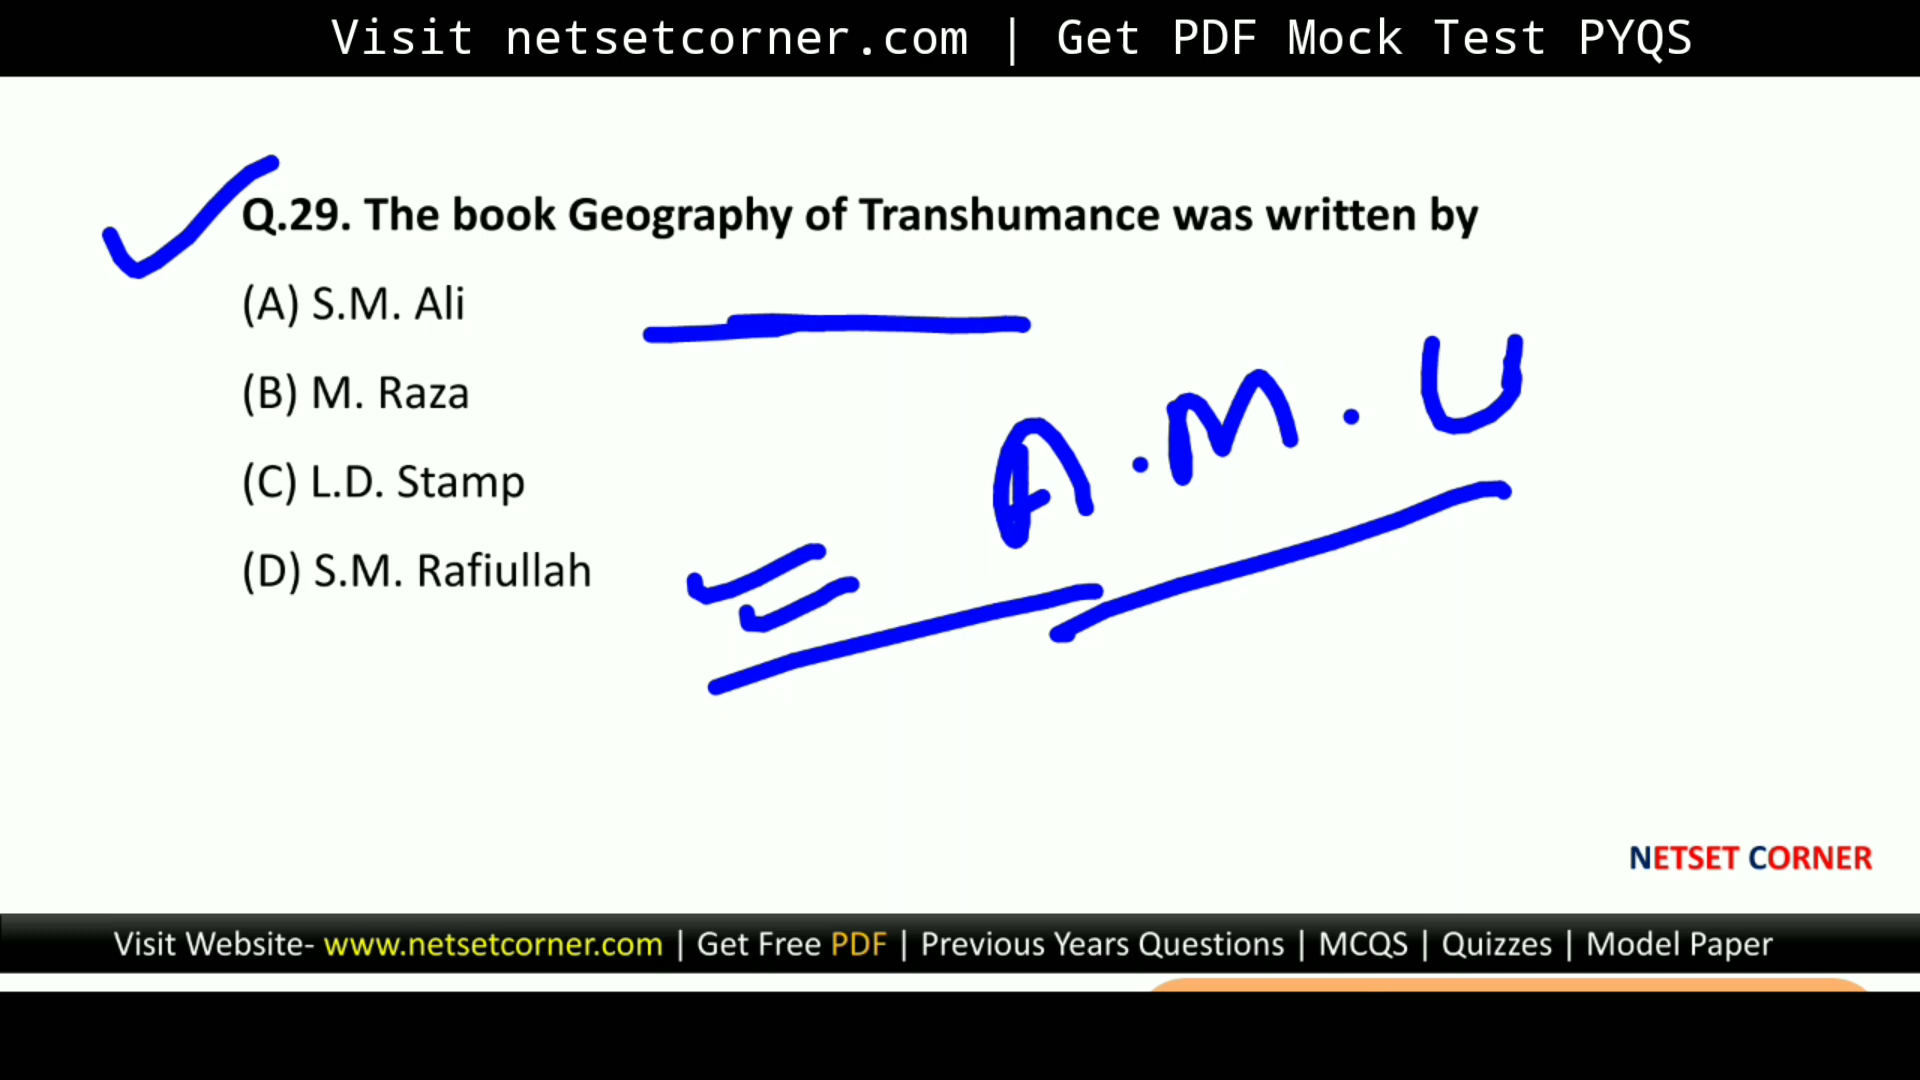 Visit netsetcorner.com | Get PDF Mock Test PYQS
Q.29. The book Geography of Transhumance was written by
(A) S.M. Ali
(B) M. Raza
(C) L.D. Stamp
(D) S.M. Rafiullah
A.M.U
NETSET CORNER
Visit Website- www.netsetcorner.com | Get Free PDF | Previous Years Questions | MCQS | Quizzes | Model Paper